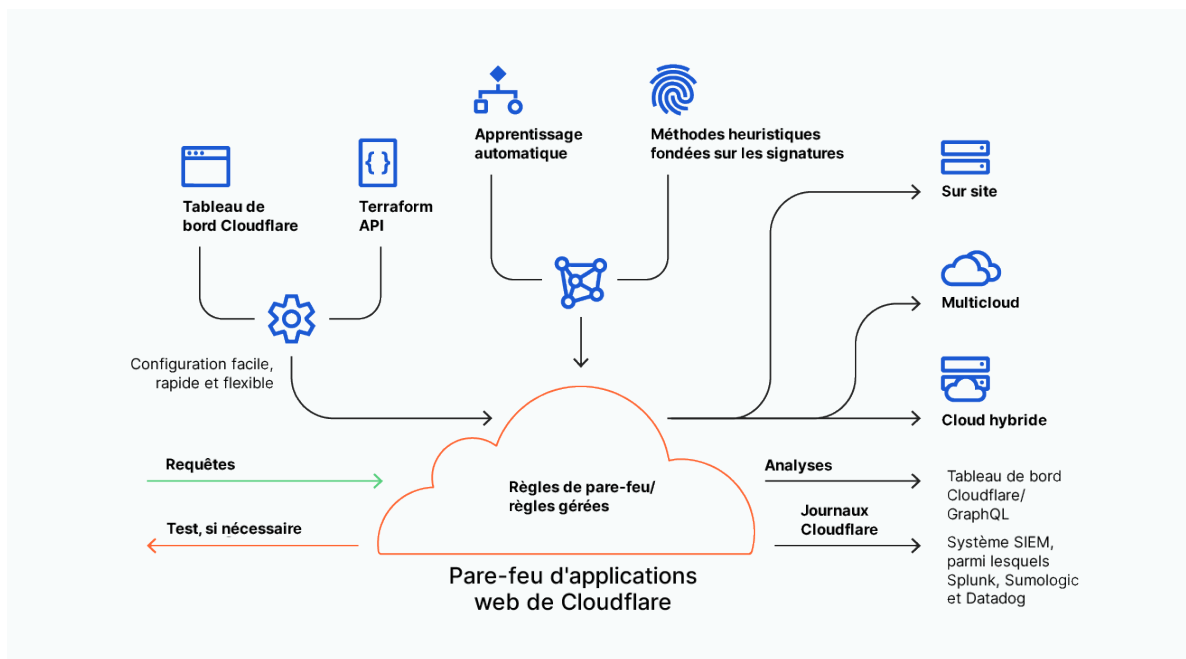 Apprentissage
automatique
Méthodes heuristiques
fondées sur les signatures
Tableau de
bord Cloudflare
Terraform
API
Sur site
Multicloud
Configuration facile,
rapide et flexible
Cloud hybride
Requêtes
Test, si nécessaire
Règles de pare-feu/
règles gérées
Analyses
Tableau de bord
Cloudflare/
GraphQL
Journaux
Cloudflare
Système SIEM,
parmi lesquels
Splunk, Sumologic
et Datadog
Pare-feu d'applications
web de Cloudflare